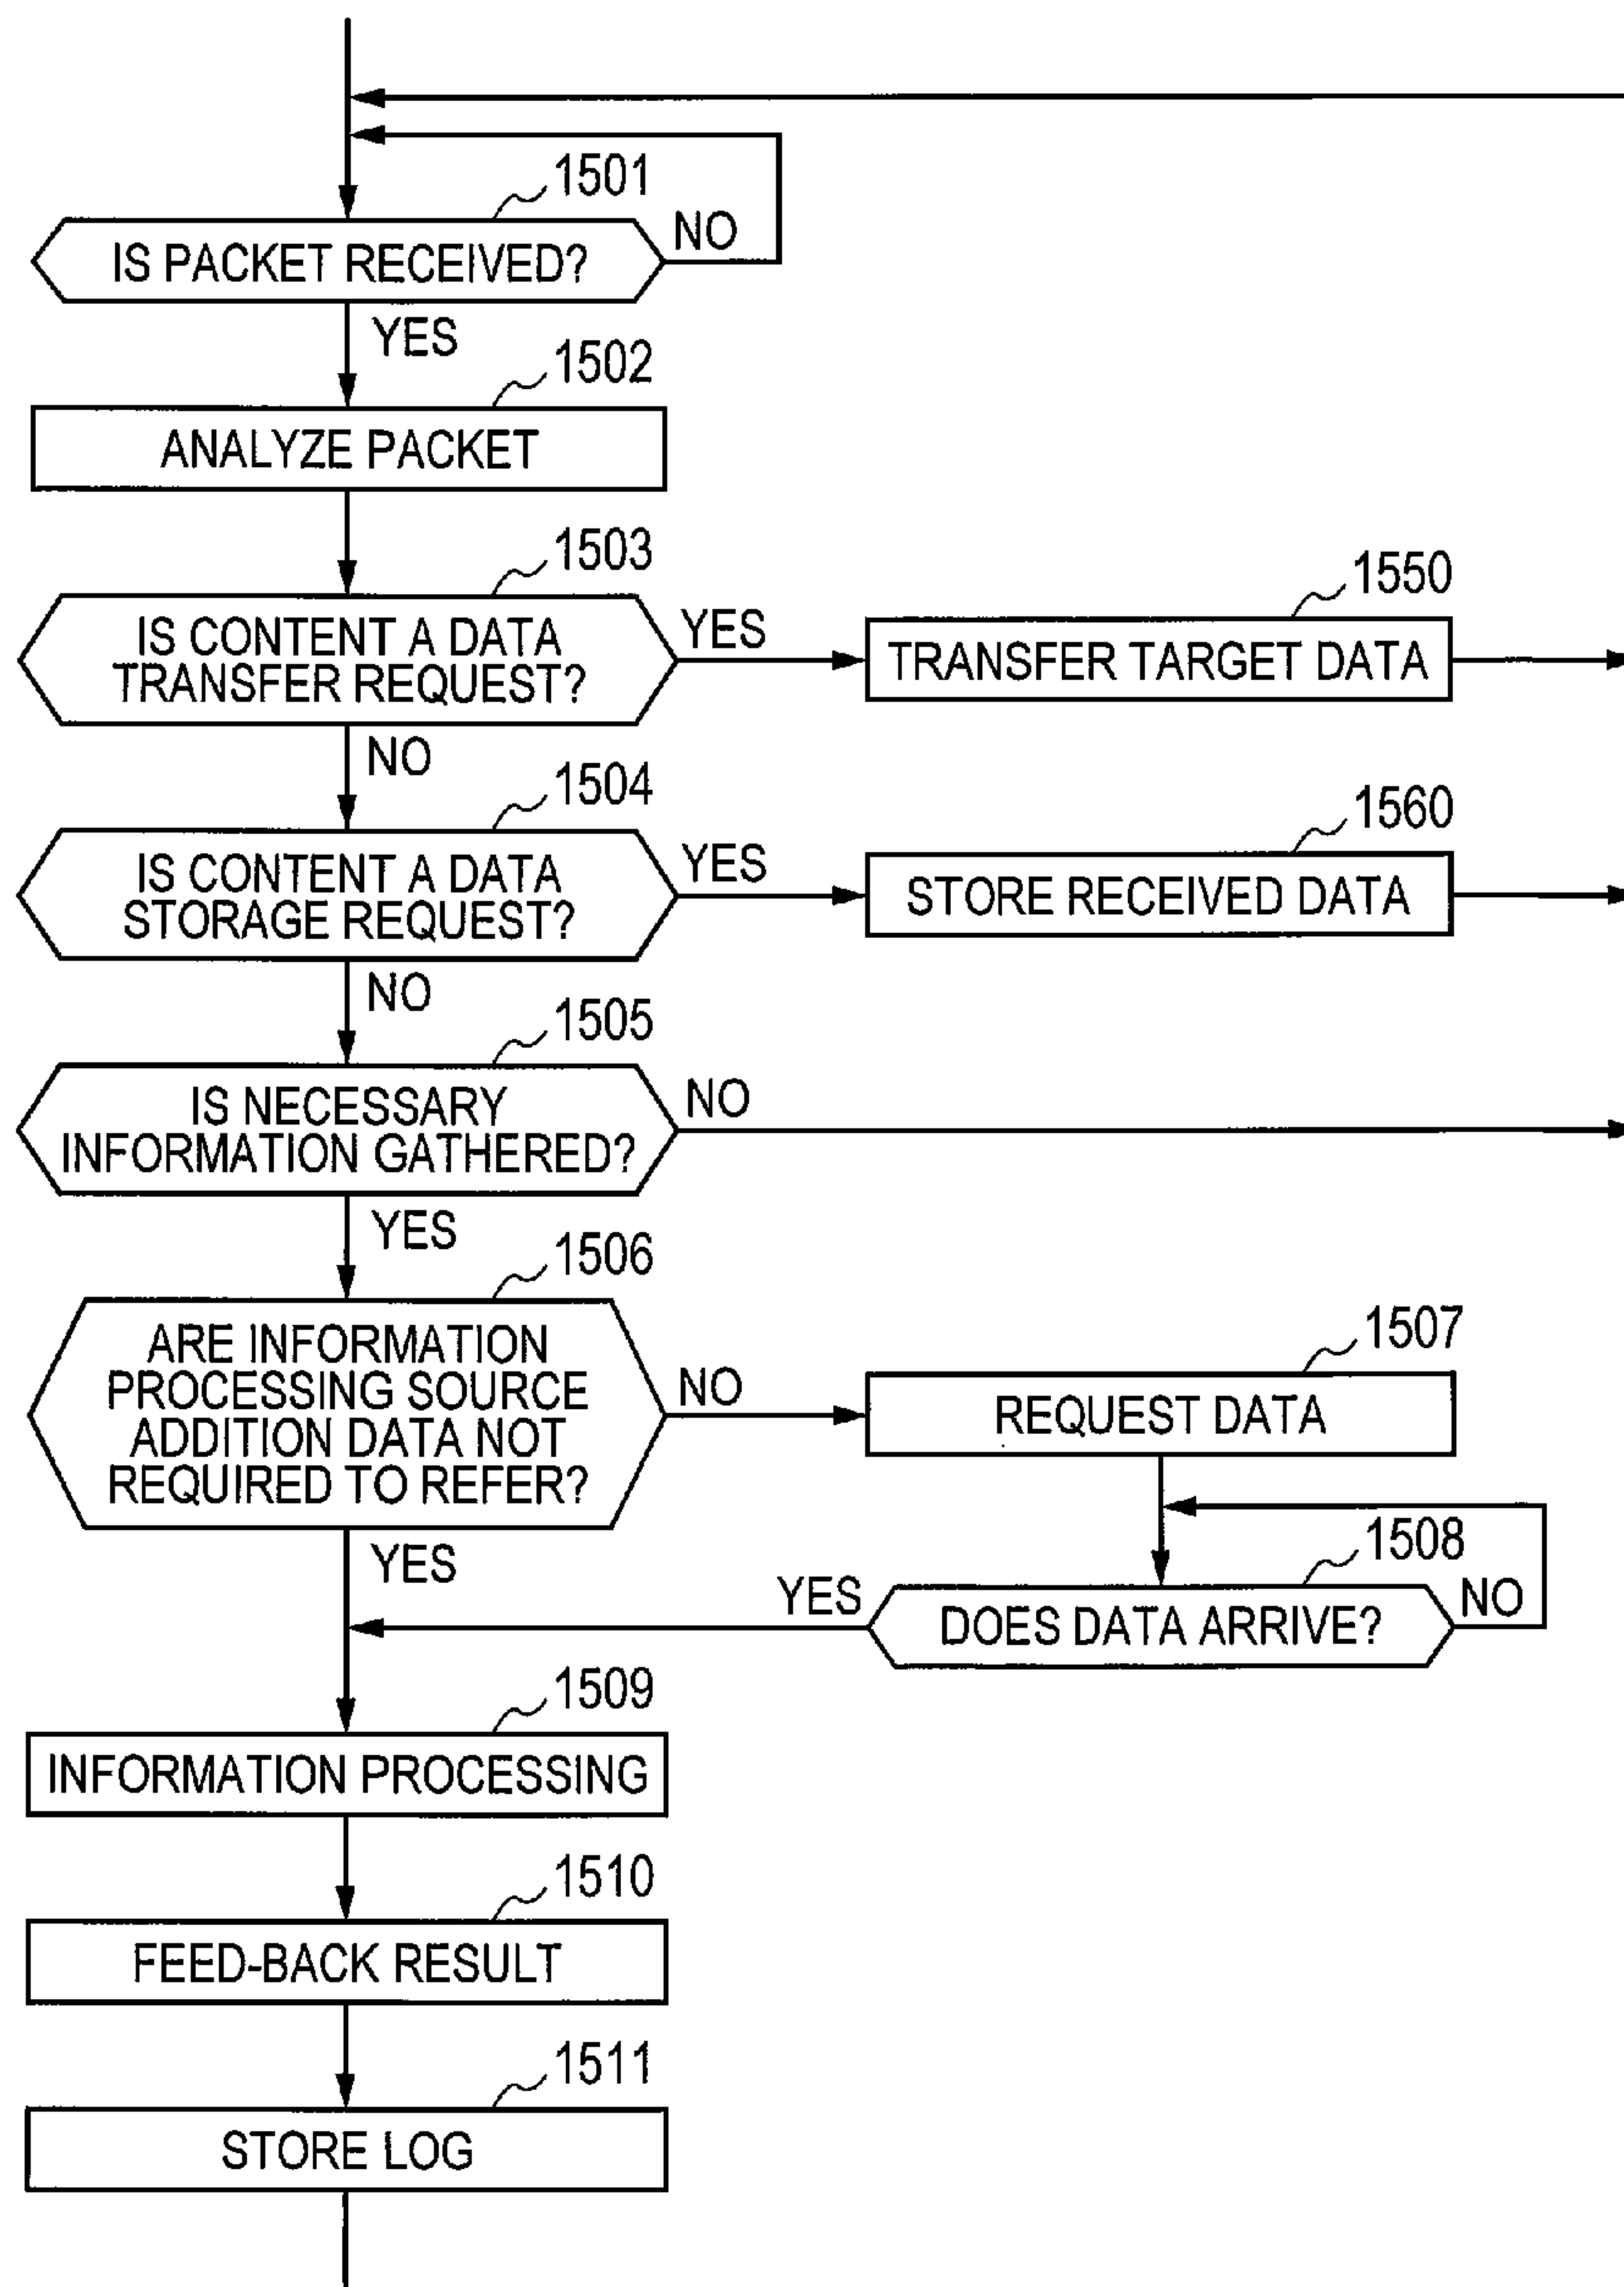 1501
IS PACKET RECEIVED?
NO
YES
1502
ANALYZE PACKET
1503
IS CONTENT A DATA
TRANSFER REQUEST?
YES
1550
TRANSFER TARGET DATA
NO
1504
IS CONTENT A DATA
STORAGE REQUEST?
YES
1560
STORE RECEIVED DATA
NO
1505
IS NECESSARY
INFORMATION GATHERED?
NO
YES
1506
ARE INFORMATION
PROCESSING SOURCE
ADDITION DATA NOT
REQUIRED TO REFER?
NO
1507
REQUEST DATA
YES
1508
DOES DATA ARRIVE?
NO
YES
1509
INFORMATION PROCESSING
1510
FEED-BACK RESULT
1511
STORE LOG